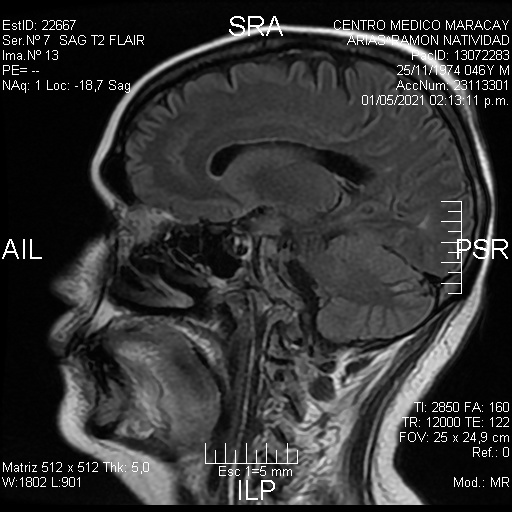 EstID: 22667
Ser.Nº 7 SAG T2 FLAIR
Ima.Nº 13
PE= --
NAq: 1 Loc: -18,7 Sag
SRA
CENTRO MEDICO MARACAY
ARIAS^RAMON NATIVIDAD
PacID: 13072283
25/11/1974 046Y M
AccNum: 23113301
01/05/2021 02:13:11 p.m.
AIL
PSR
TI: 2850 FA: 160
TR: 12000 TE: 122
FOV: 25 x 24,9 cm
Ref.: 0
Matriz 512 x 512 Thk: 5,0
W:1802 L:901
Esc 1=5 mm
ILP
Mod.: MR